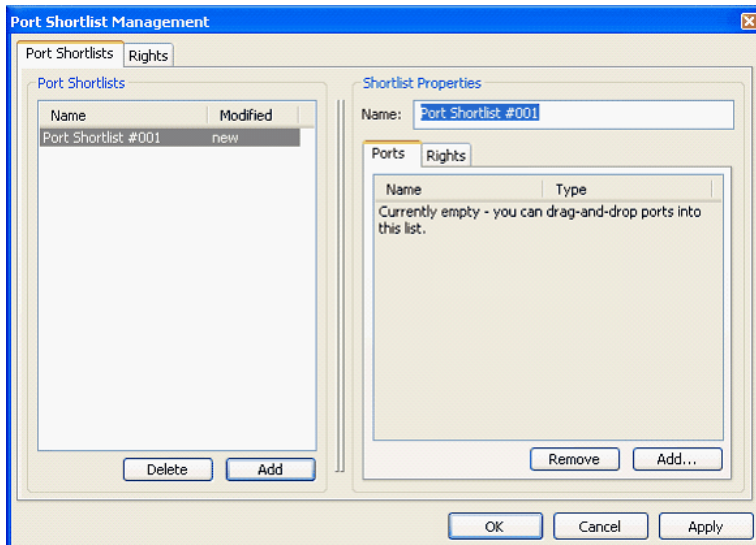 Port Shortlist Management
Port Shortlists Rights
Port Shortlists
Name Modified
Port Shortlist #001 new
Delete Add
Shortlist Properties
Name: Port Shortlist #001
Ports Rights
Name Type
Currently empty - you can drag-and-drop ports into
this list.
Remove Add...
OK Cancel Apply